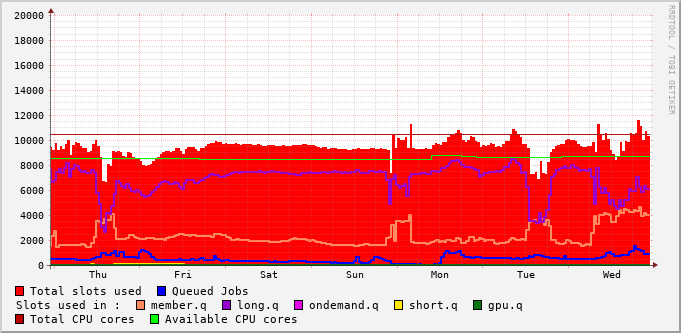 20000
18000
16000
14000
12000
10000
8000
6000
4000
2000
0
Thu Fri Sat Sun Mon Tue Wed
Total slots used Queued Jobs
Slots used in : member.q long.q ondemand.q short.q gpu.q
Total CPU cores Available CPU cores
RRDTOOL / TOBI OETIKER